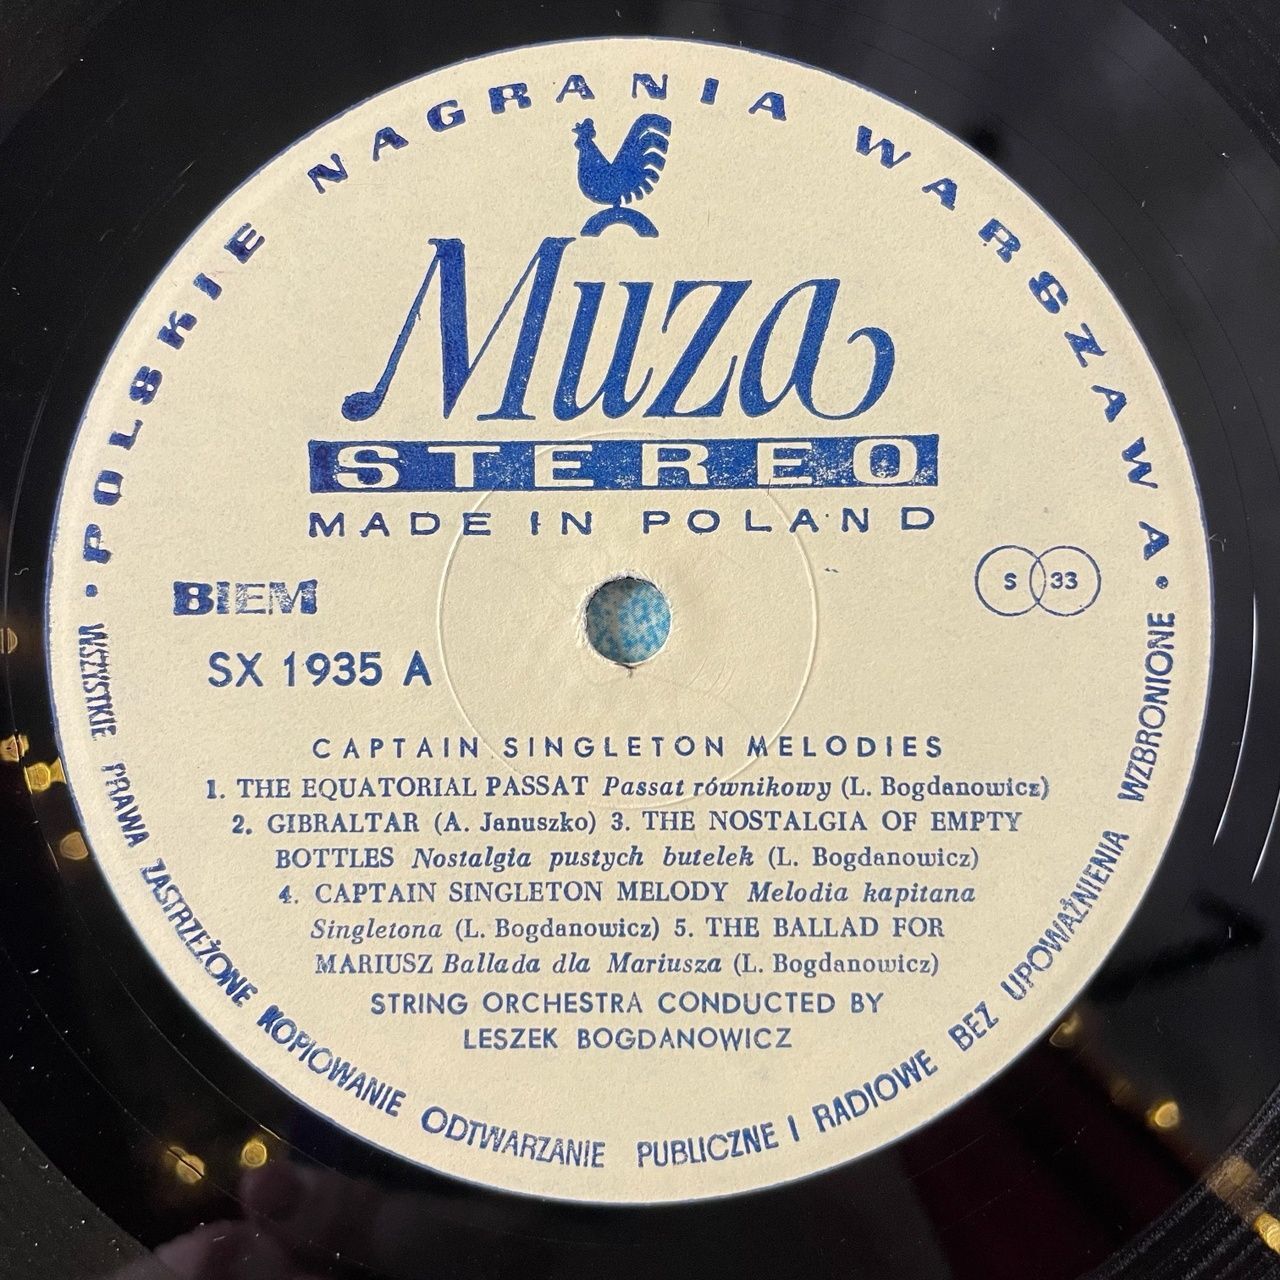 • POLSKIE NAGRANIA WARSZAWA •
Muza
STEREO
MADE IN POLAND
BIEM
S 33
SX 1935 A
CAPTAIN SINGLETON MELODIES
1. THE EQUATORIAL PASSAT Passat równikowy (L. Bogdanowicz)
2. GIBRALTAR (A. Januszko) 3. THE NOSTALGIA OF EMPTY
BOTTLES Nostalgia pustych butelek (L. Bogdanowicz)
4. CAPTAIN SINGLETON MELODY Melodia kapitana
Singletona (L. Bogdanowicz) 5. THE BALLAD FOR
MARIUSZ Ballada dla Mariusza (L. Bogdanowicz)
STRING ORCHESTRA CONDUCTED BY
LESZEK BOGDANOWICZ
WSZYSTKIE PRAWA ZASTRZEŻONE KOPIOWANIE ODTWARZANIE PUBLICZNE I RADIOWE BEZ UPOWAŻNIENIA WZBRONIONE